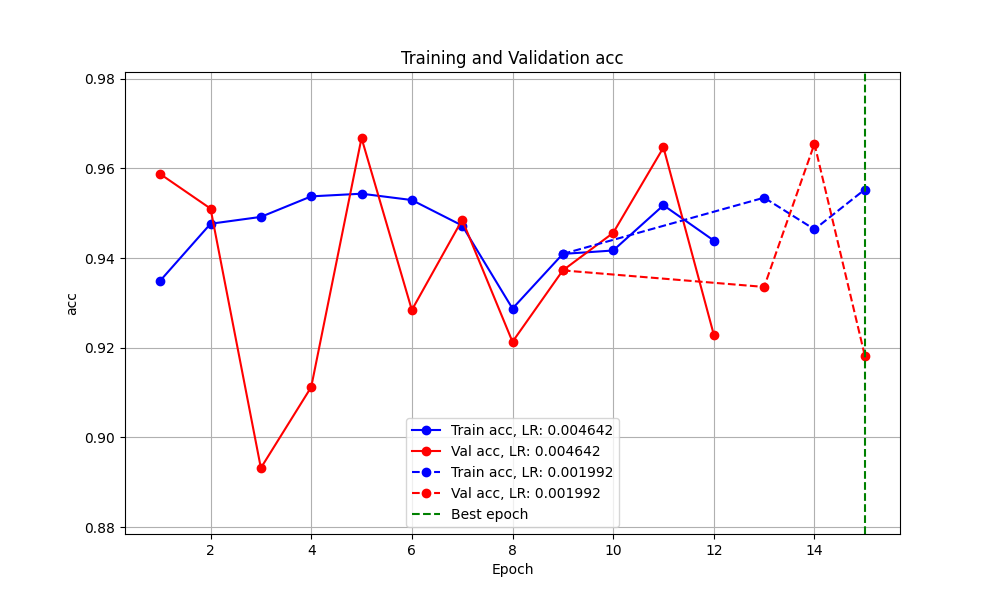 Training and Validation acc
0.98
0.96
0.94
0.92
0.90
0.88
acc
Train acc, LR: 0.004642
Val acc, LR: 0.004642
Train acc, LR: 0.001992
Val acc, LR: 0.001992
Best epoch
2 4 6 8 10 12 14
Epoch